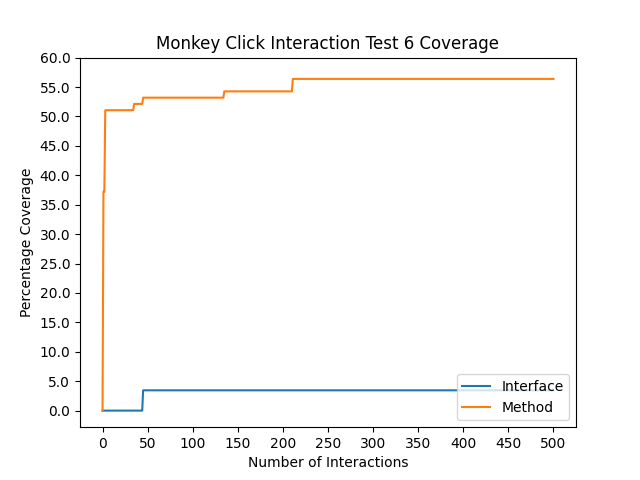 Monkey Click Interaction Test 6 Coverage
Percentage Coverage
60.0
55.0
50.0
45.0
40.0
35.0
30.0
25.0
20.0
15.0
10.0
5.0
0.0
Interface
Method
0 50 100 150 200 250 300 350 400 450 500
Number of Interactions